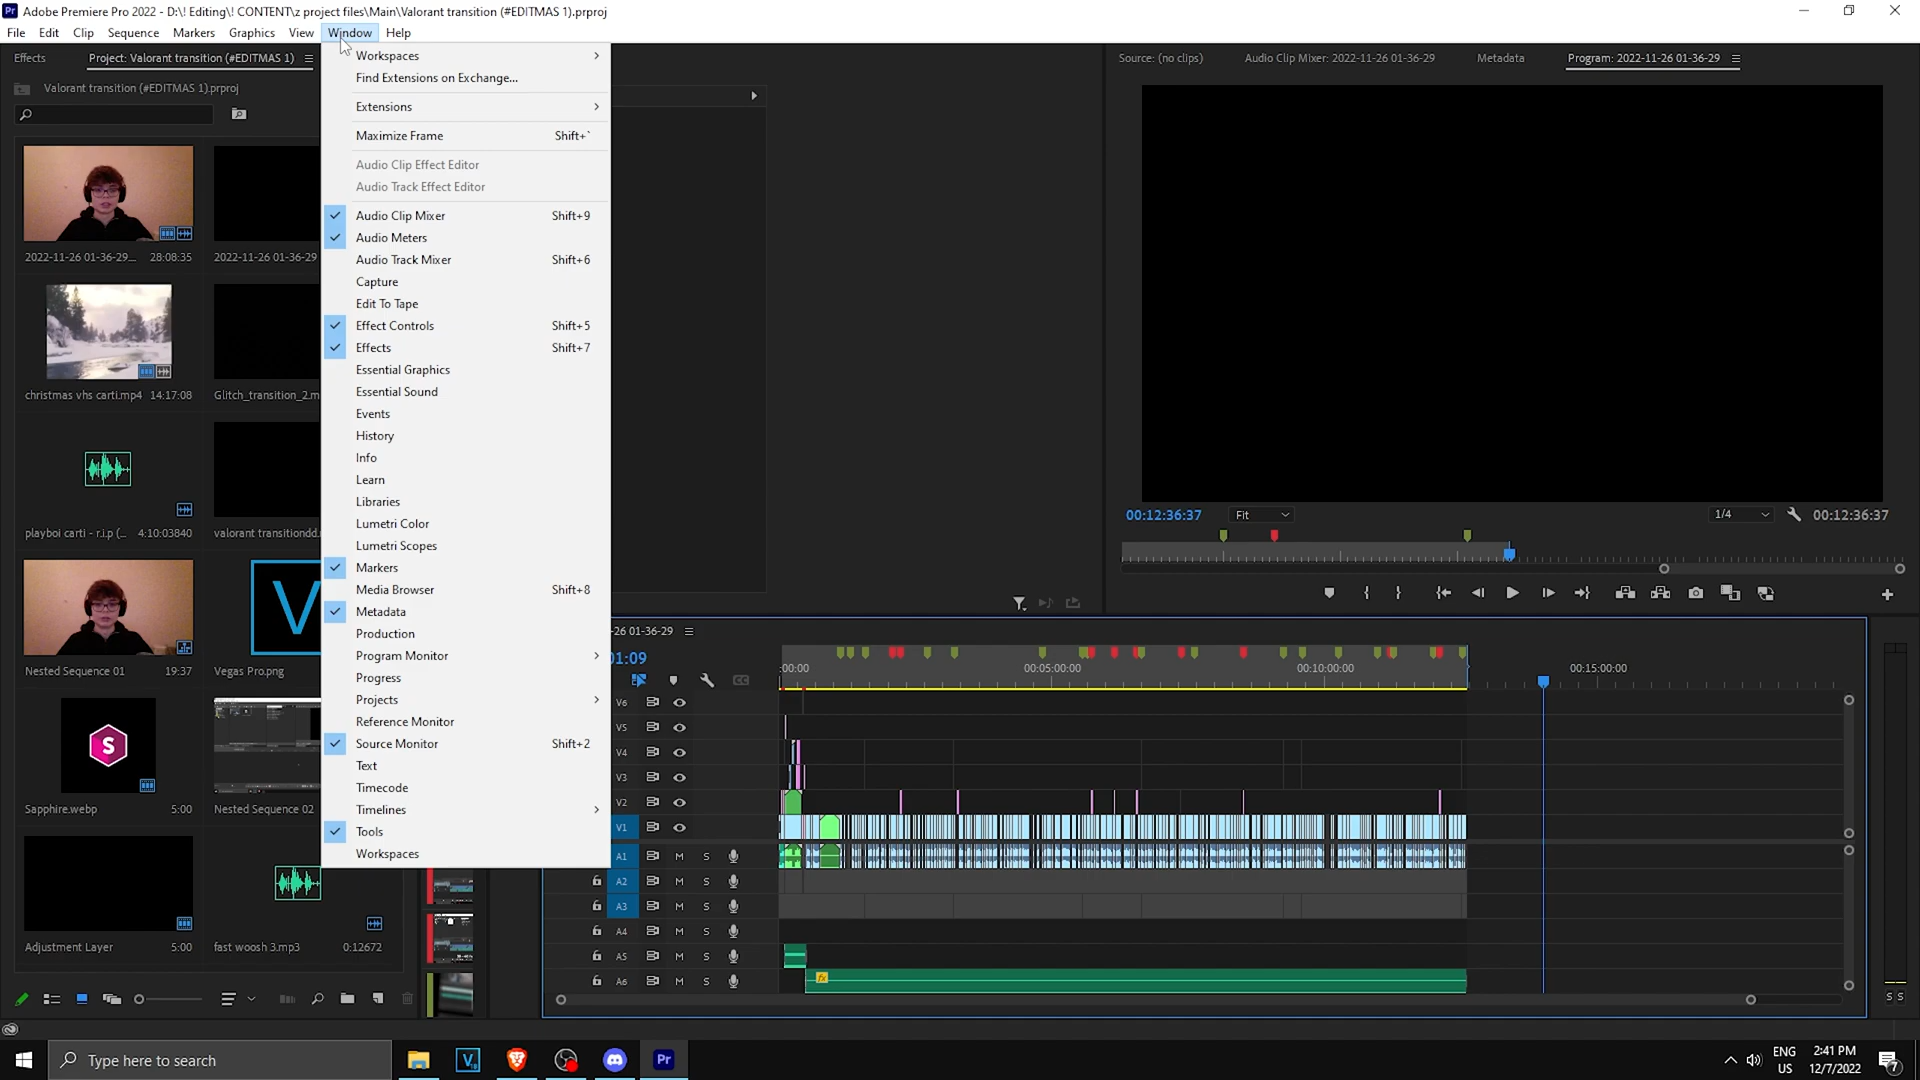 Adobe Premiere Pro 2022 - D:\! Editing\! CONTENT\z project files\Main\Valorant transition (#EDITMAS 1).prproj
File Edit Clip Sequence Markers Graphics View Window Help
Effects Project: Valorant transition (#EDITMAS 1)
Valorant transition (#EDITMAS 1).prproj
2022-11-26 01-36-29... 28:08:35
2022-11-26 01-36-29
christmas vhs carti.mp4 14:17:08
Glitch_transition_2.m
playboi carti - r.i.p (... 4:10:03840
valorant transitiondd.
Nested Sequence 01 19:37
Vegas Pro.png
Sapphire.webp 5:00
Nested Sequence 02
Adjustment Layer 5:00
fast woosh 3.mp3 0:12672
Workspaces
Find Extensions on Exchange...
Extensions
Maximize Frame Shift+`
Audio Clip Effect Editor
Audio Track Effect Editor
Audio Clip Mixer Shift+9
Audio Meters
Audio Track Mixer Shift+6
Capture
Edit To Tape
Effect Controls Shift+5
Effects Shift+7
Essential Graphics
Essential Sound
Events
History
Info
Learn
Libraries
Lumetri Color
Lumetri Scopes
Markers
Media Browser Shift+8
Metadata
Production
Program Monitor
Progress
Projects
Reference Monitor
Source Monitor Shift+2
Text
Timecode
Timelines
Tools
Workspaces
Source: (no clips) Audio Clip Mixer: 2022-11-26 01-36-29 Metadata Program: 2022-11-26 01-36-29
00:12:36:37 Fit 1/4 00:12:36:37
-26 01-36-29
01:09
:00:00 00:05:00:00 00:10:00:00 00:15:00:00
V6
V5
V4
V3
V2
V1
A1 M S
A2 M S
A3 M S
A4 M S
A5 M S
A6 M S
fx
S S
Type here to search
V 18
Pr
ENG
US
2:41 PM
12/7/2022
7